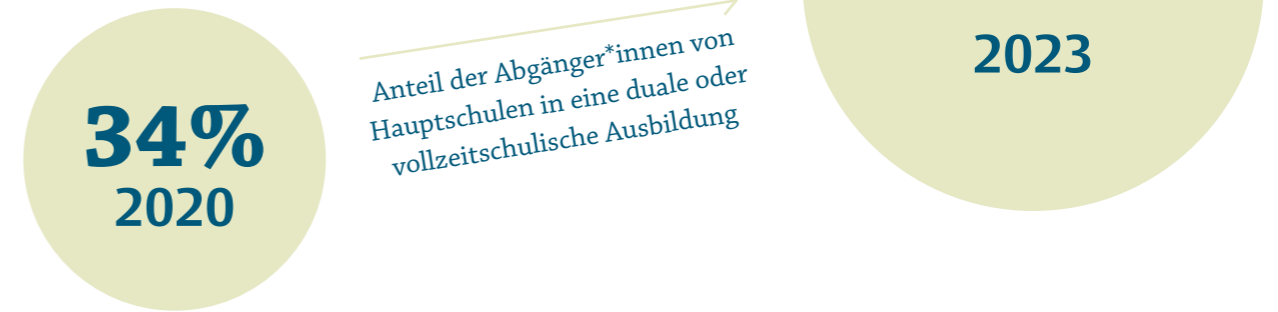 34%
2020
Anteil der Abgänger*innen von
Hauptschulen in eine duale oder
vollzeitschulische Ausbildung
2023